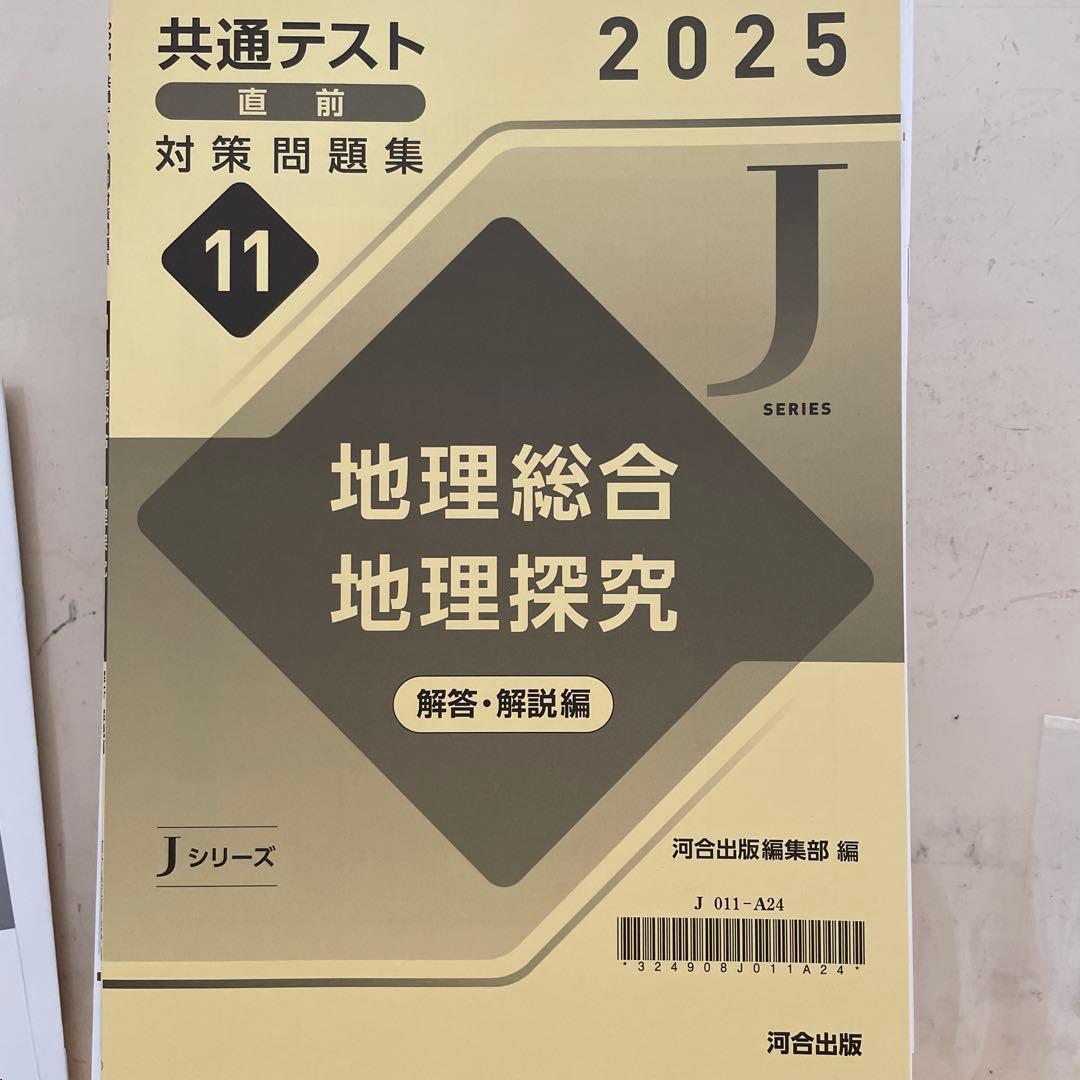 共通テスト
2025
直前
対策問題集
11
J
SERIES
地理総合
地理探究
解答・解説編
Jシリーズ
河合出版編集部 編
J 011-A24
*324908J011A24*
河合出版